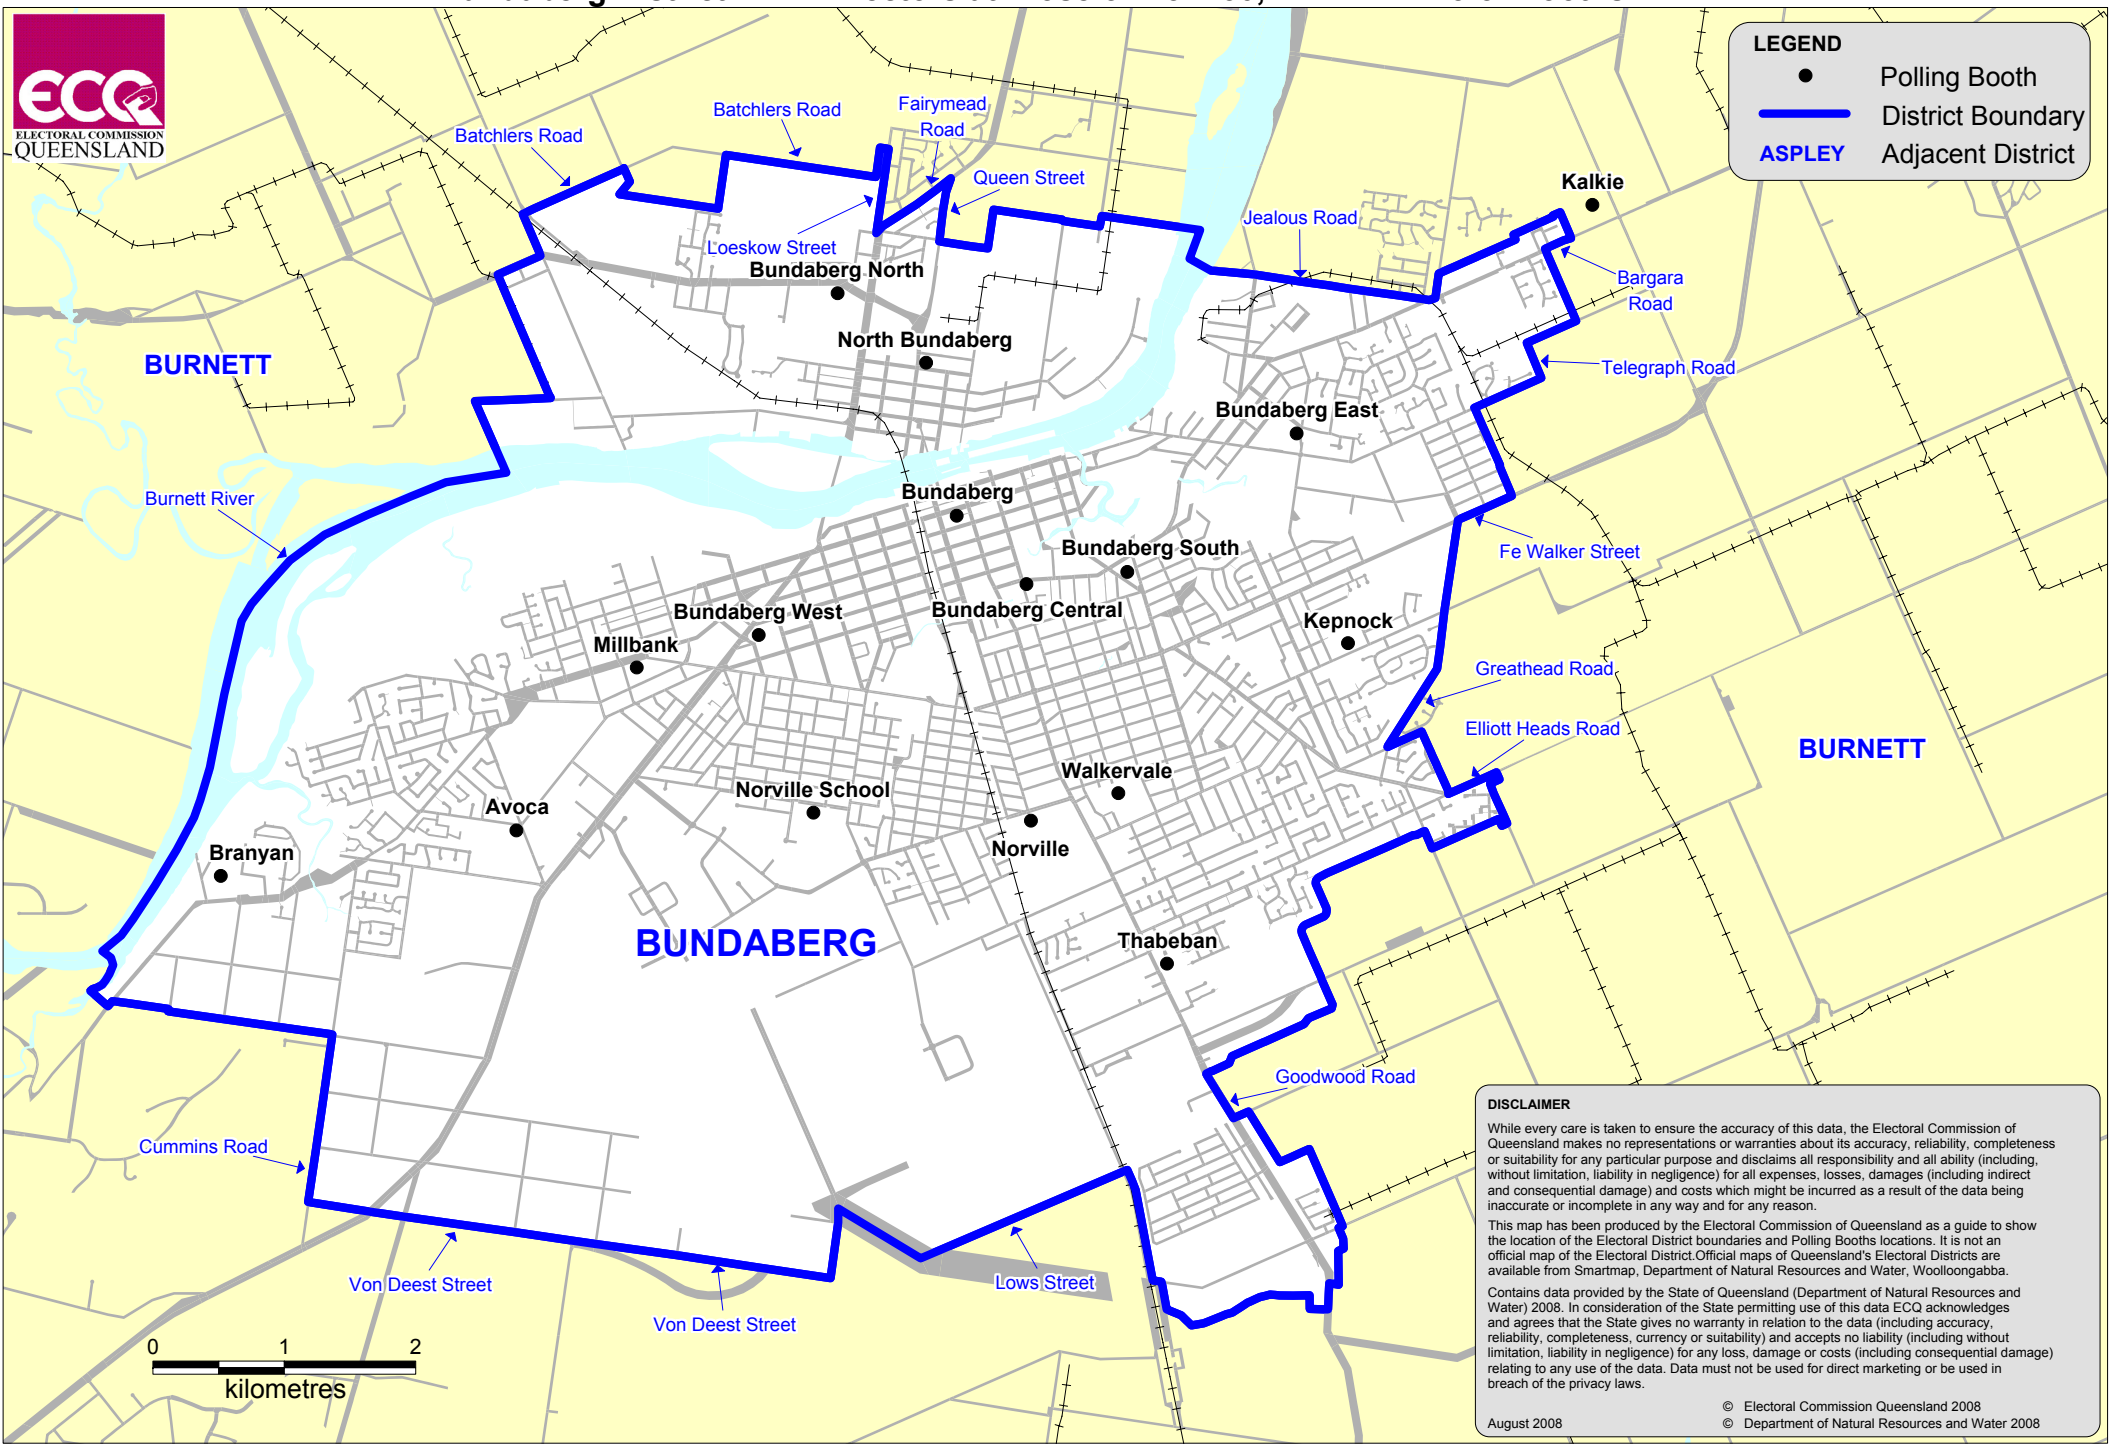 ECQ
ELECTORAL COMMISSION
QUEENSLAND
LEGEND
Polling Booth
District Boundary
ASPLEY Adjacent District
Batchlers Road
Batchlers Road
Fairymead
Road
Queen Street
Loeskow Street
Jealous Road
Kalkie
Bargara
Road
Telegraph Road
Bundaberg North
North Bundaberg
BURNETT
Bundaberg East
Burnett River
Bundaberg
Fe Walker Street
Bundaberg South
Bundaberg Central
Bundaberg West
Millbank
Kepnock
Greathead Road
Elliott Heads Road
BURNETT
Walkervale
Norville School
Avoca
Norville
Branyan
BUNDABERG
Thabeban
Goodwood Road
Cummins Road
Von Deest Street
Lows Street
Von Deest Street
0 1 2
kilometres
DISCLAIMER
While every care is taken to ensure the accuracy of this data, the Electoral Commission of
Queensland makes no representations or warranties about its accuracy, reliability, completeness
or suitability for any particular purpose and disclaims all responsibility and all ability (including,
without limitation, liability in negligence) for all expenses, losses, damages (including indirect
and consequential damage) and costs which might be incurred as a result of the data being
inaccurate or incomplete in any way and for any reason.
This map has been produced by the Electoral Commission of Queensland as a guide to show
the location of the Electoral District boundaries and Polling Booths locations. It is not an
official map of the Electoral District.Official maps of Queensland's Electoral Districts are
available from Smartmap, Department of Natural Resources and Water, Woolloongabba.
Contains data provided by the State of Queensland (Department of Natural Resources and
Water) 2008. In consideration of the State permitting use of this data ECQ acknowledges
and agrees that the State gives no warranty in relation to the data (including accuracy,
reliability, completeness, currency or suitability) and accepts no liability (including without
limitation, liability in negligence) for any loss, damage or costs (including consequential damage)
relating to any use of the data. Data must not be used for direct marketing or be used in
breach of the privacy laws.
© Electoral Commission Queensland 2008
August 2008 © Department of Natural Resources and Water 2008